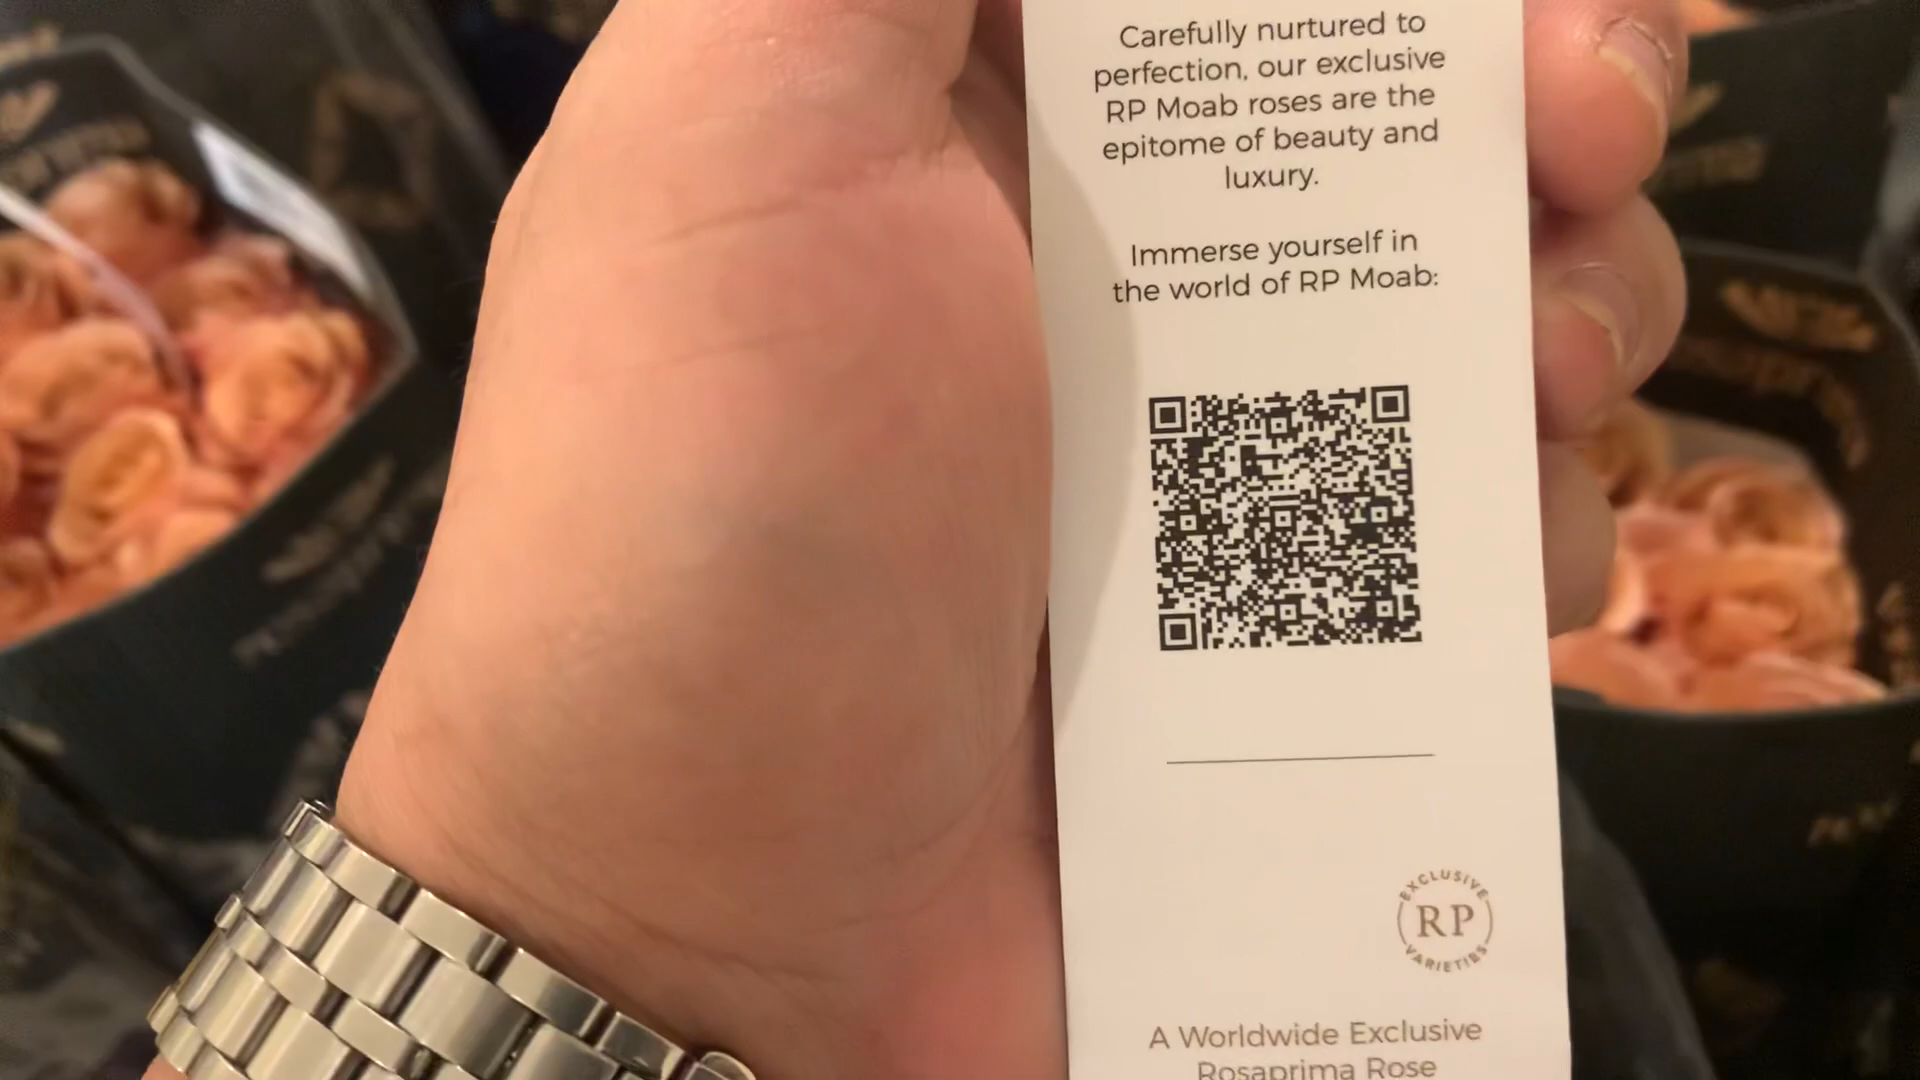 Carefully nurtured to
perfection, our exclusive
RP Moab roses are the
epitome of beauty and
luxury.
Immerse yourself in
the world of RP Moab:
EXCLUSIVE
RP
VARIETIES
A Worldwide Exclusive
Rosaprima Rose